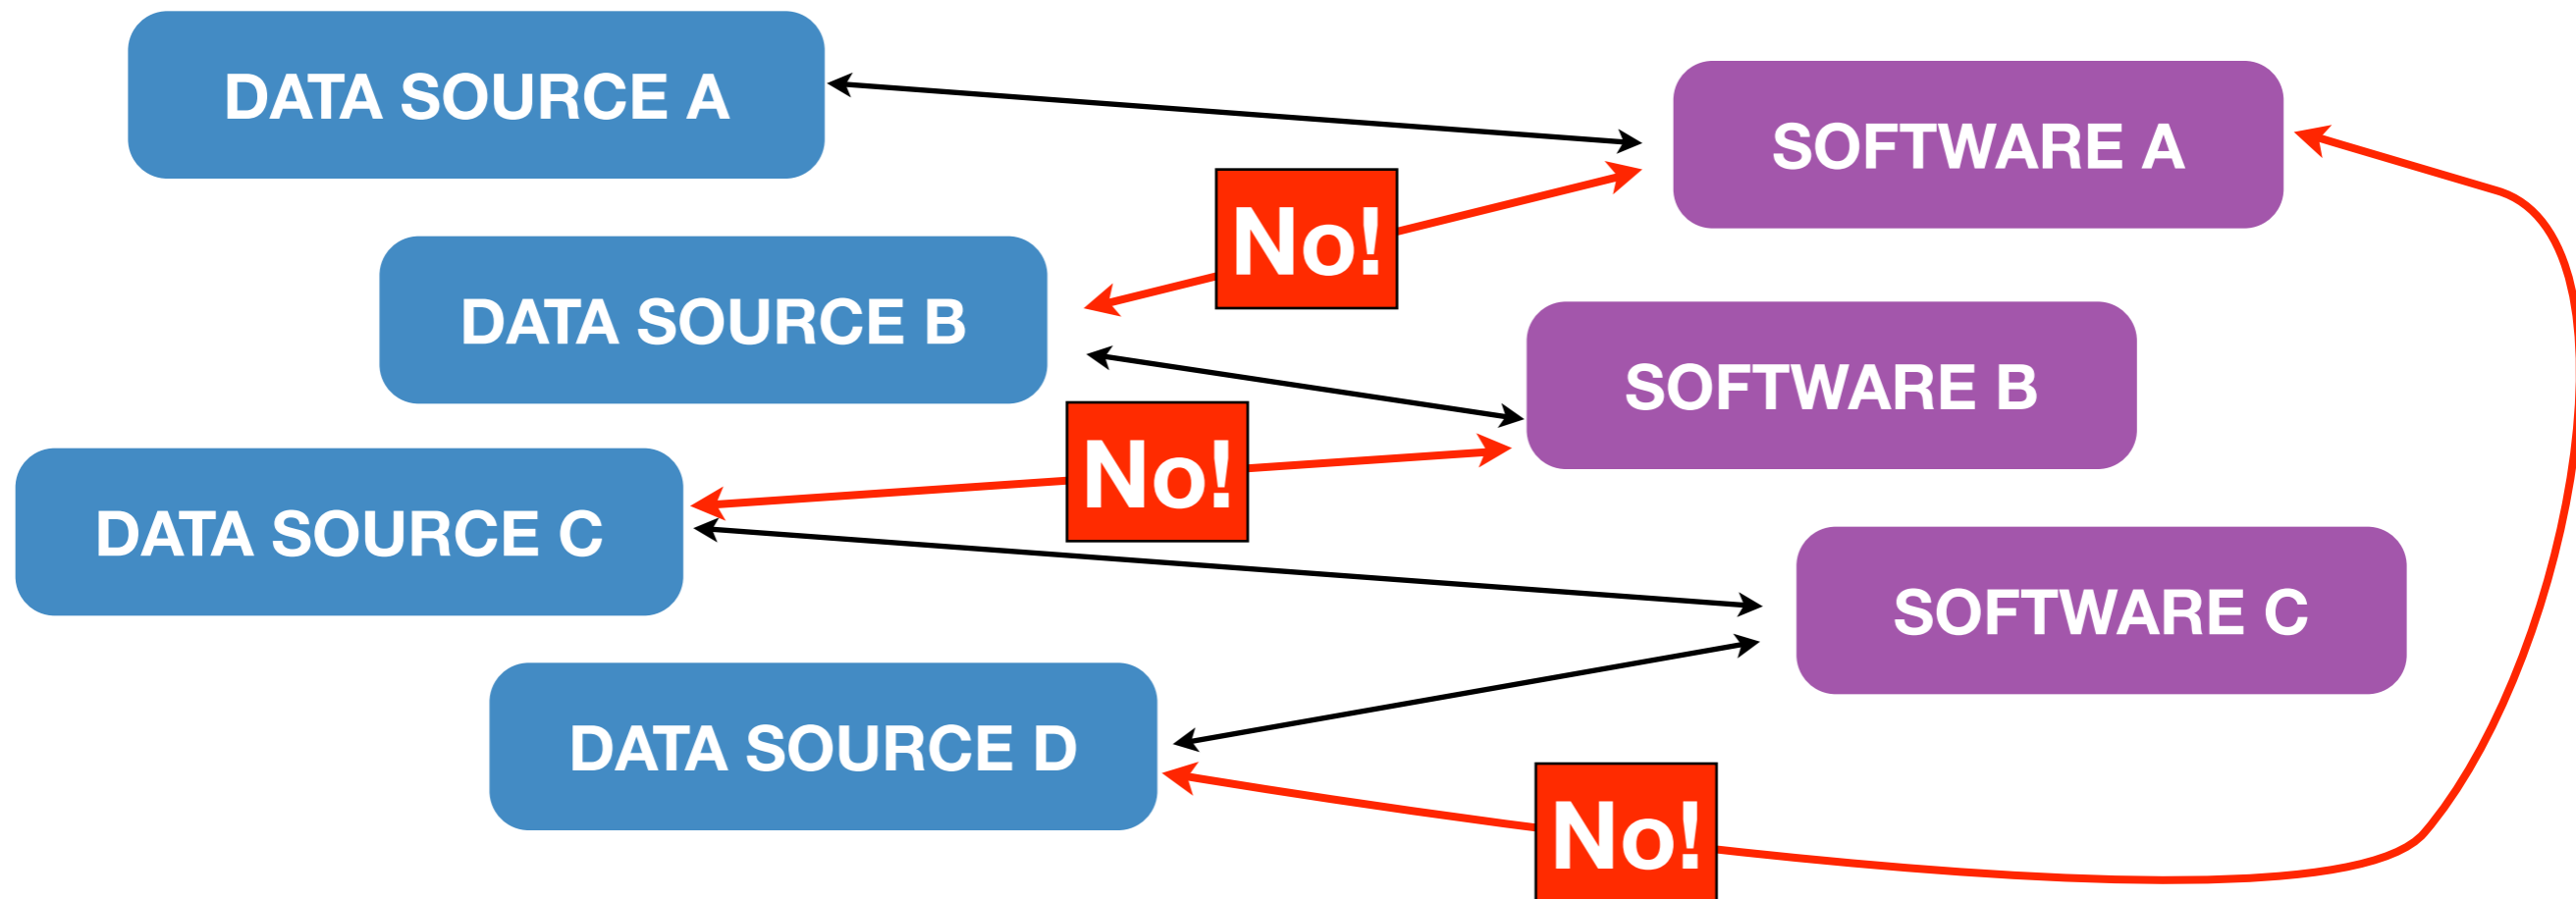 DATA SOURCE A
SOFTWARE A
No!
DATA SOURCE B
SOFTWARE B
No!
DATA SOURCE C
SOFTWARE C
DATA SOURCE D
No!